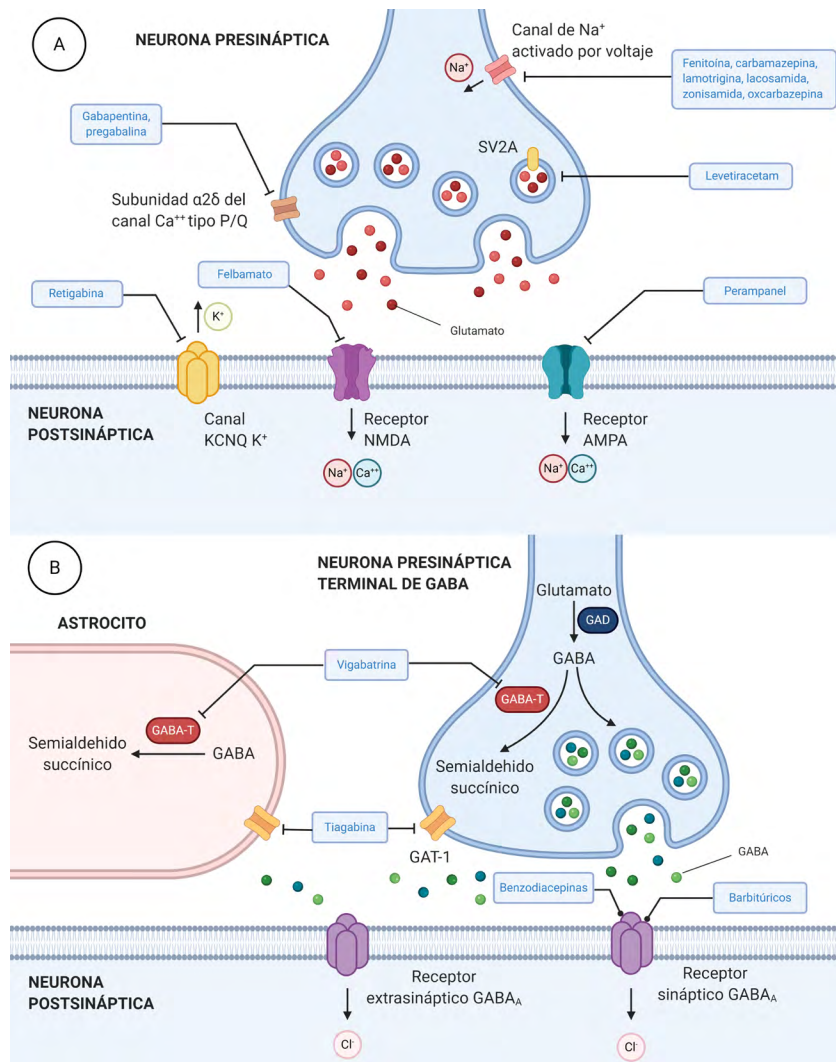 A
NEURONA PRESINÁPTICA
Canal de Na⁺
activado por voltaje
Na⁺
Fenitoína, carbamazepina,
lamotrigina, lacosamida,
zonisamida, oxcarbazepina
Gabapentina,
pregabalina
SV2A
Levetiracetam
Subunidad α2δ del
canal Ca⁺⁺ tipo P/Q
Felbamato
Retigabina
Perampanel
K⁺
Glutamato
NEURONA
POSTSINÁPTICA
Canal
KCNQ K⁺
Receptor
NMDA
Receptor
AMPA
Na⁺ Ca⁺⁺
Na⁺ Ca⁺⁺
B
NEURONA PRESINÁPTICA
TERMINAL DE GABA
Glutamato
GAD
ASTROCITO
GABA
Vigabatrina
GABA-T
GABA-T
Semialdehido
succínico
GABA
Semialdehido
succínico
Tiagabina
GAT-1
GABA
Benzodiacepinas
Barbitúricos
NEURONA
POSTSINÁPTICA
Receptor
extrasináptico GABA_A
Receptor
sináptico GABA_A
Cl⁻
Cl⁻